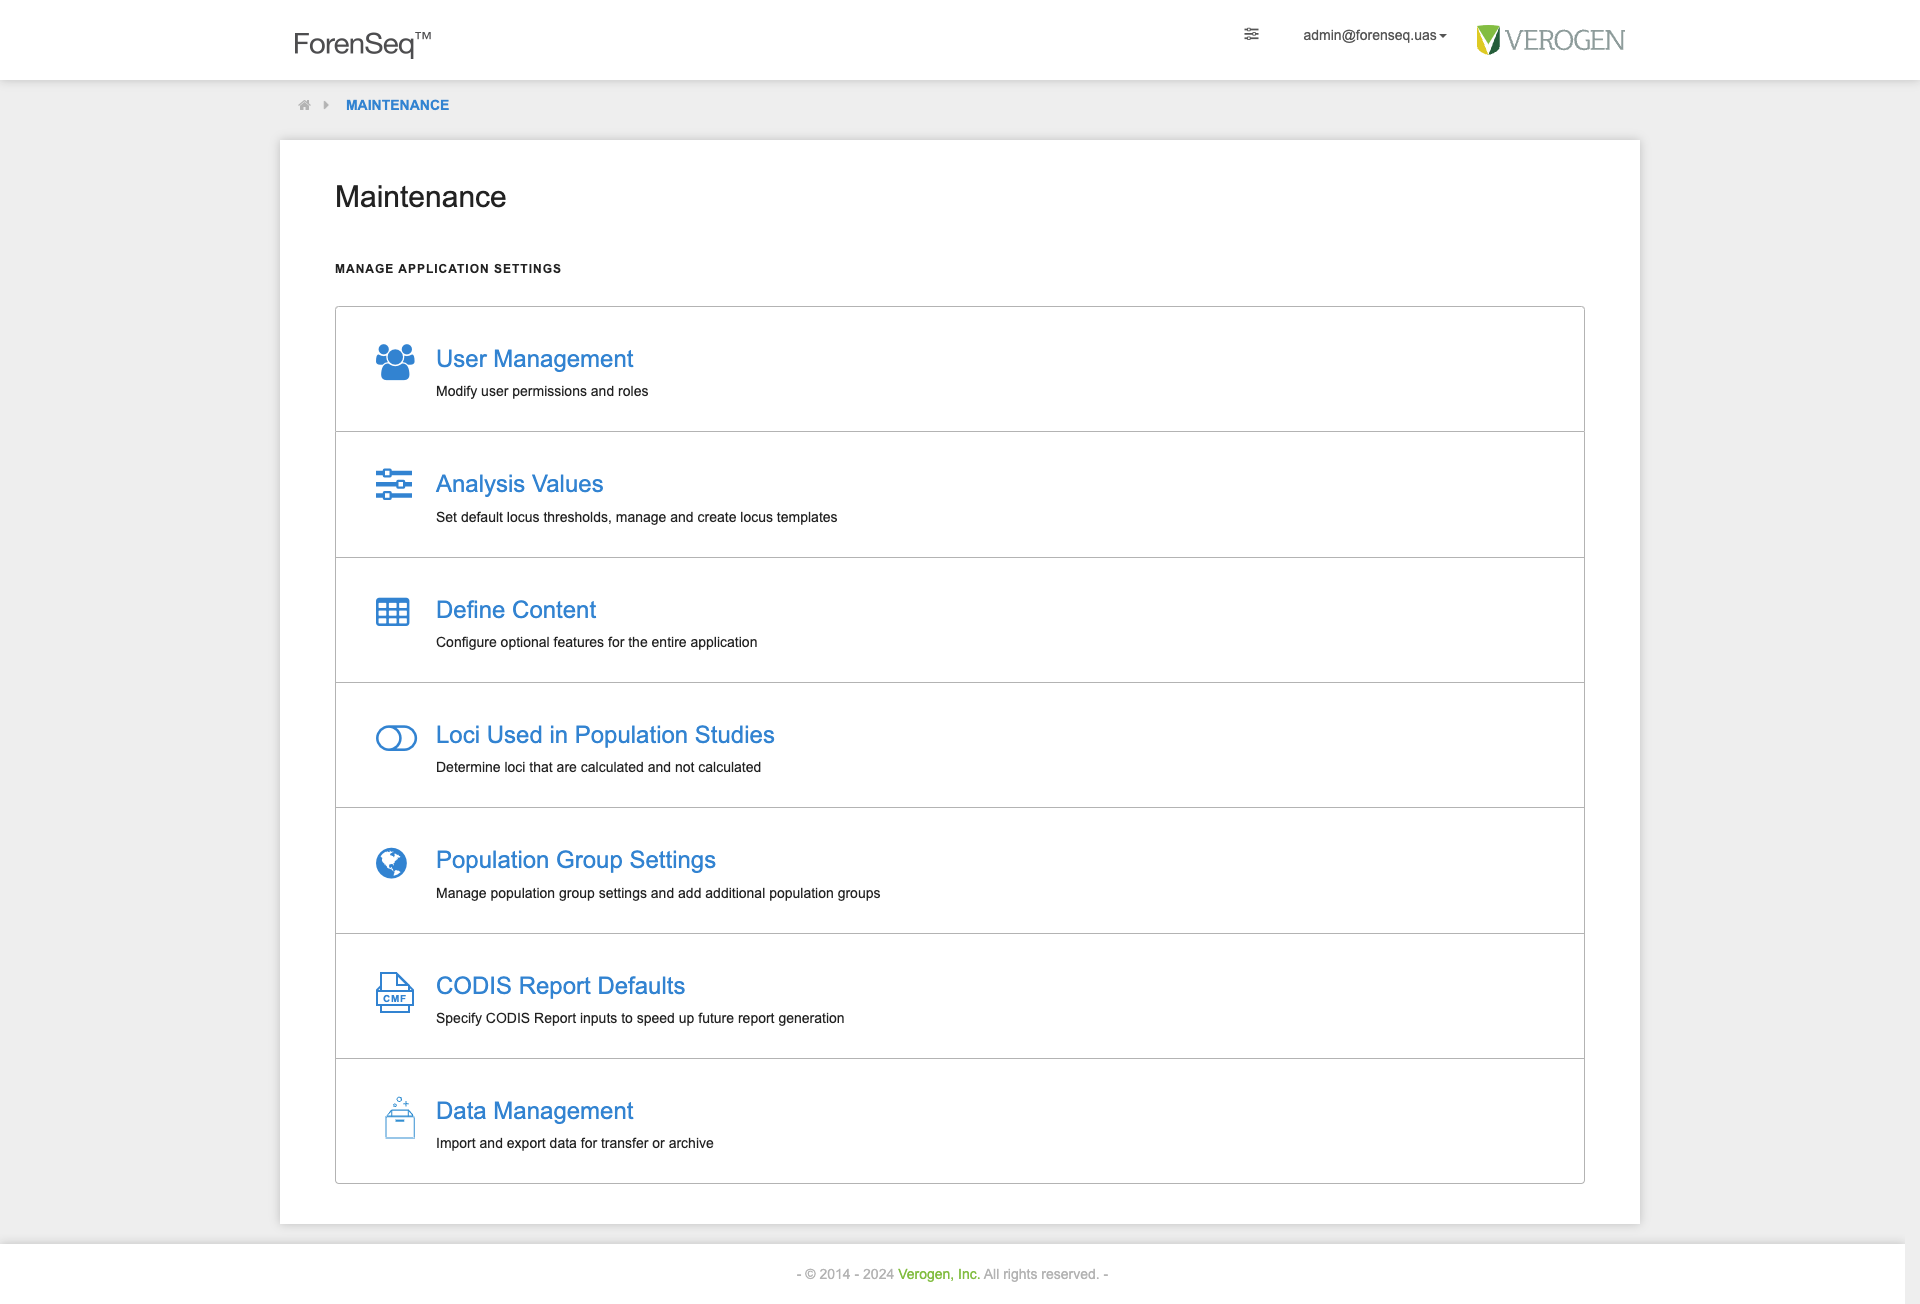 ForenSeq™
admin@forenseq.uas
VEROGEN
MAINTENANCE
Maintenance
MANAGE APPLICATION SETTINGS
User Management
Modify user permissions and roles
Analysis Values
Set default locus thresholds, manage and create locus templates
Define Content
Configure optional features for the entire application
Loci Used in Population Studies
Determine loci that are calculated and not calculated
Population Group Settings
Manage population group settings and add additional population groups
CMF
CODIS Report Defaults
Specify CODIS Report inputs to speed up future report generation
Data Management
Import and export data for transfer or archive
- © 2014 - 2024 Verogen, Inc. All rights reserved. -